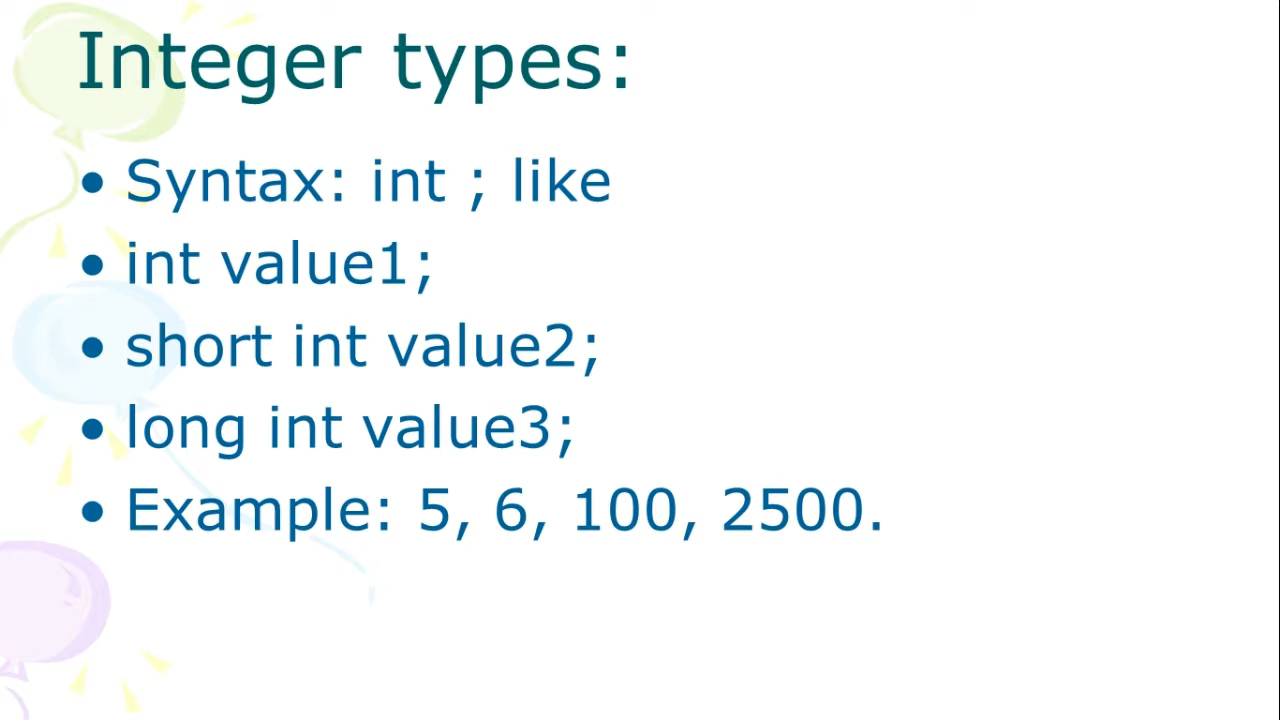 Integer types:
• Syntax: int ; like
• int value1;
• short int value2;
• long int value3;
• Example: 5, 6, 100, 2500.